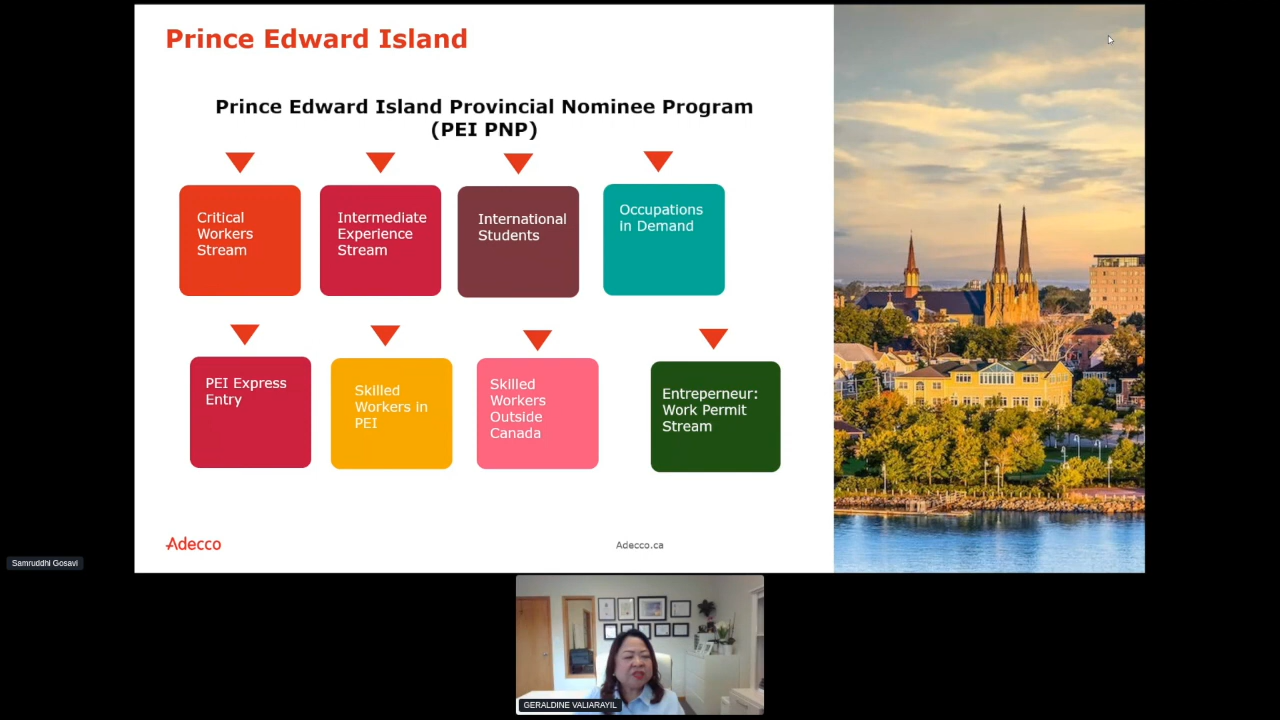 Prince Edward Island
Prince Edward Island Provincial Nominee Program
(PEI PNP)
Critical
Workers
Stream
Intermediate
Experience
Stream
International
Students
Occupations
in Demand
PEI Express
Entry
Skilled
Workers in
PEI
Skilled
Workers
Outside
Canada
Entreperneur:
Work Permit
Stream
Adecco
Adecco.ca
Samruddhi Gosavi
GERALDINE VALIARAYIL